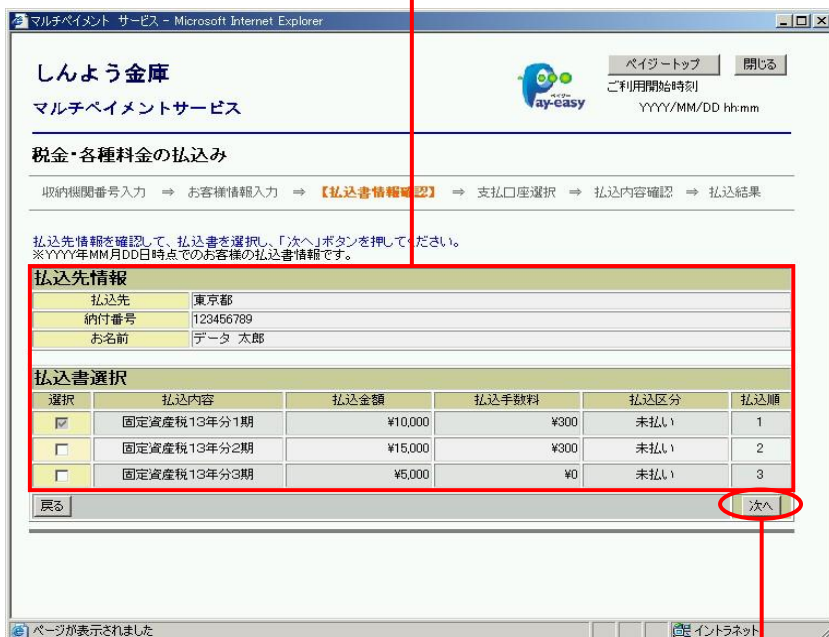 マルチペイメント サービス - Microsoft Internet Explorer
しんよう金庫
マルチペイメントサービス
ペイジー
Pay-easy
ペイジートップ 閉じる
ご利用開始時刻
YYYY/MM/DD hh:mm
税金・各種料金の払込み
収納機関番号入力 ⇒ お客様情報入力 ⇒ 【払込書情報確認】 ⇒ 支払口座選択 ⇒ 払込内容確認 ⇒ 払込結果
払込先情報を確認して、払込書を選択し、「次へ」ボタンを押してください。
※YYYY年MM月DD日時点でのお客様の払込書情報です。
払込先情報
払込先 東京都
納付番号 123456789
お名前 データ 太郎
払込書選択
選択 払込内容 払込金額 払込手数料 払込区分 払込順
固定資産税13年分1期 ¥10,000 ¥300 未払い 1
固定資産税13年分2期 ¥15,000 ¥300 未払い 2
固定資産税13年分3期 ¥5,000 ¥0 未払い 3
戻る 次へ
ページが表示されました イントラネット